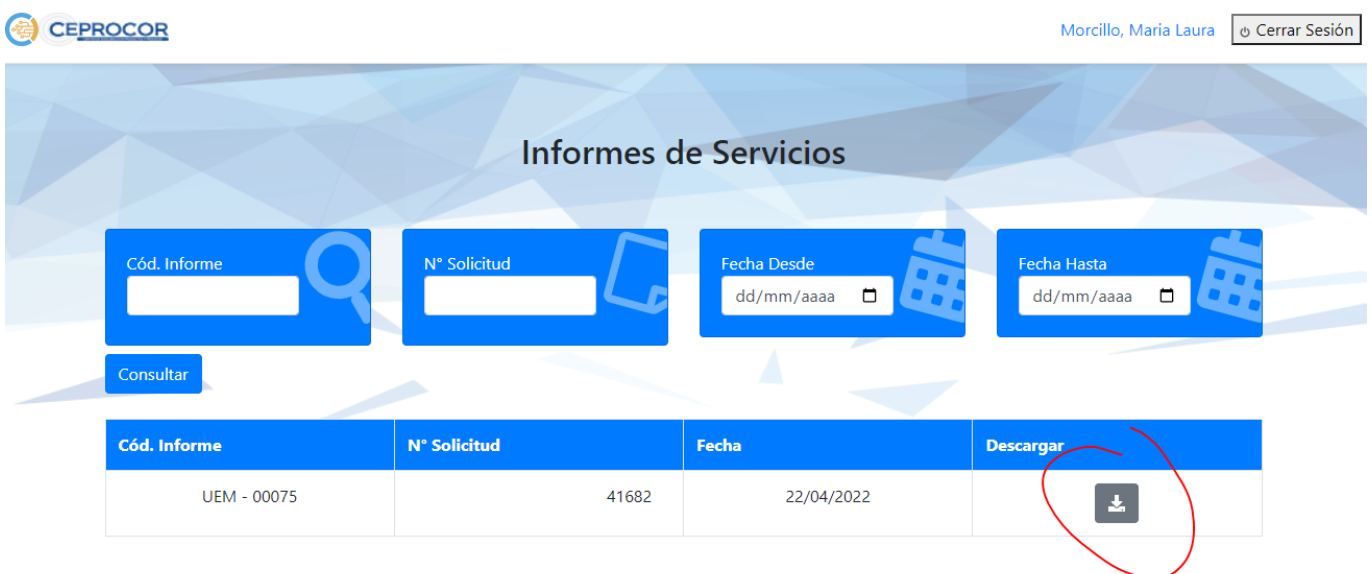 CEPROCOR
Morcillo, Maria Laura
Cerrar Sesión
Informes de Servicios
Cód. Informe
N° Solicitud
Fecha Desde
Fecha Hasta
dd/mm/aaaa
dd/mm/aaaa
Consultar
Cód. Informe N° Solicitud Fecha Descargar
UEM - 00075 41682 22/04/2022